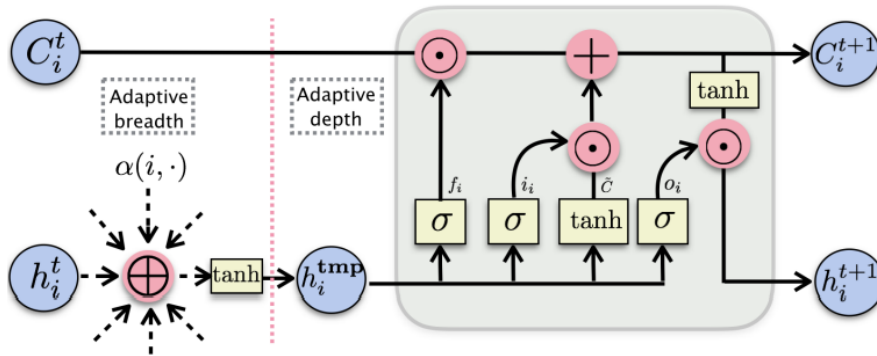 C_i^t
C_i^{t+1}
tanh
Adaptive
breadth
Adaptive
depth
α(i, ·)
f_i
i_i
C̃
o_i
σ
σ
tanh
σ
h_i^t
tanh
h_i^{tmp}
h_i^{t+1}